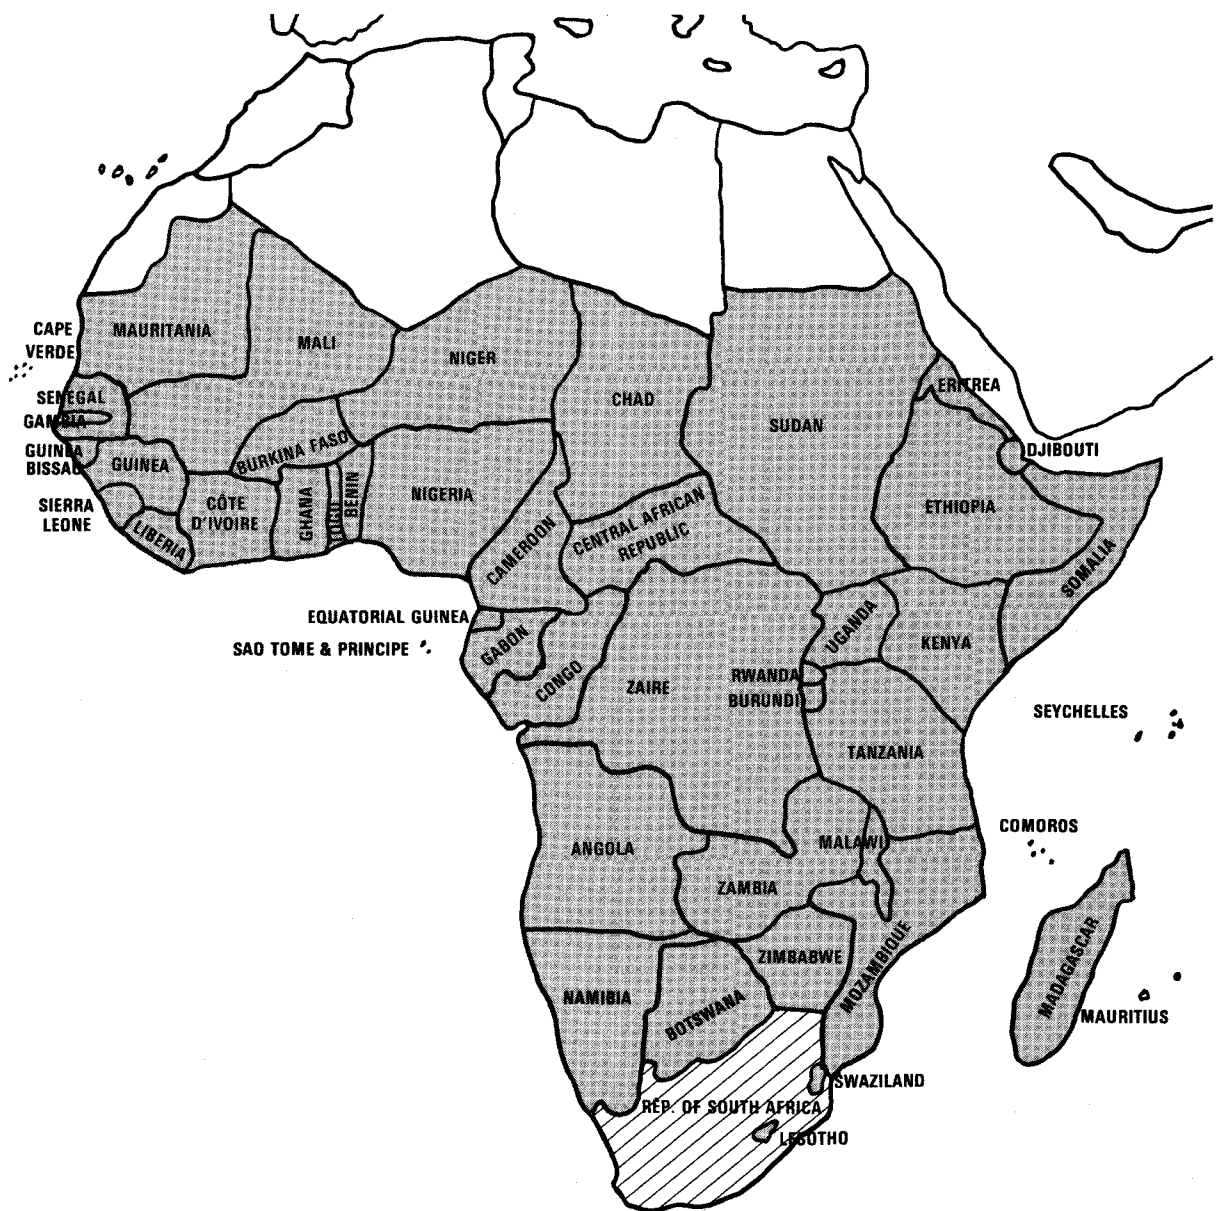 CAPE
VERDE
MAURITANIA
MALI
NIGER
CHAD
SUDAN
ERITREA
SENEGAL
GAMBIA
GUINEA
BISSAU
GUINEA
BURKINA FASO
DJIBOUTI
SIERRA
LEONE
LIBERIA
CÔTE
D'IVOIRE
GHANA
TOGO
BENIN
NIGERIA
CAMEROON
CENTRAL AFRICAN
REPUBLIC
ETHIOPIA
SOMALIA
EQUATORIAL GUINEA
SAO TOME & PRINCIPE
GABON
CONGO
ZAIRE
UGANDA
KENYA
RWANDA
BURUNDI
SEYCHELLES
TANZANIA
COMOROS
ANGOLA
MALAWI
ZAMBIA
ZIMBABWE
MOZAMBIQUE
MADAGASCAR
MAURITIUS
NAMIBIA
BOTSWANA
SWAZILAND
REP. OF SOUTH AFRICA
LESOTHO